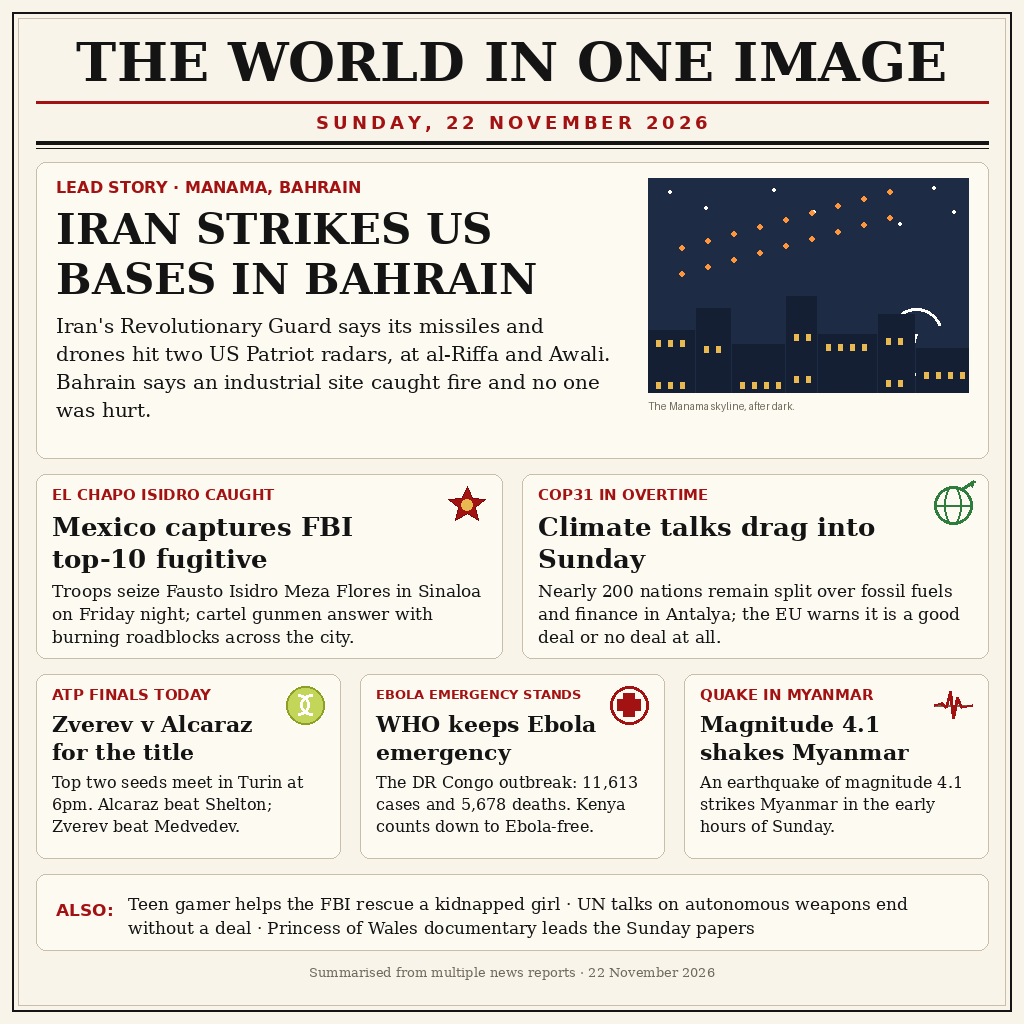 THE WORLD IN ONE IMAGE
SUNDAY, 22 NOVEMBER 2026
LEAD STORY · MANAMA, BAHRAIN
IRAN STRIKES US
BASES IN BAHRAIN
Iran's Revolutionary Guard says its missiles and
drones hit two US Patriot radars, at al-Riffa and Awali.
Bahrain says an industrial site caught fire and no one
was hurt.
The Manama skyline, after dark.
EL CHAPO ISIDRO CAUGHT
Mexico captures FBI
top-10 fugitive
Troops seize Fausto Isidro Meza Flores in Sinaloa
on Friday night; cartel gunmen answer with
burning roadblocks across the city.
COP31 IN OVERTIME
Climate talks drag into
Sunday
Nearly 200 nations remain split over fossil fuels
and finance in Antalya; the EU warns it is a good
deal or no deal at all.
ATP FINALS TODAY
Zverev v Alcaraz
for the title
Top two seeds meet in Turin at
6pm. Alcaraz beat Shelton;
Zverev beat Medvedev.
EBOLA EMERGENCY STANDS
WHO keeps Ebola
emergency
The DR Congo outbreak: 11,613
cases and 5,678 deaths. Kenya
counts down to Ebola-free.
QUAKE IN MYANMAR
Magnitude 4.1
shakes Myanmar
An earthquake of magnitude 4.1
strikes Myanmar in the early
hours of Sunday.
ALSO:
Teen gamer helps the FBI rescue a kidnapped girl · UN talks on autonomous weapons end
without a deal · Princess of Wales documentary leads the Sunday papers
Summarised from multiple news reports · 22 November 2026